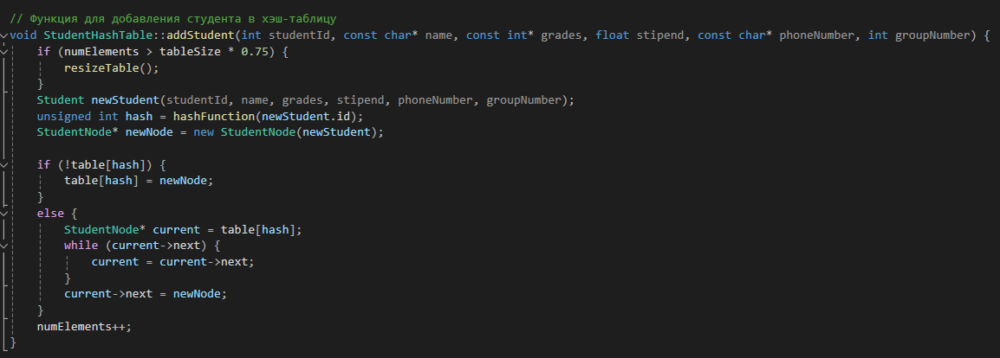 // Функция для добавления студента в хэш-таблицу
void StudentHashTable::addStudent(int studentId, const char* name, const int* grades, float stipend, const char* phoneNumber, int groupNumber) {
    if (numElements > tableSize * 0.75) {
        resizeTable();
    }
    Student newStudent(studentId, name, grades, stipend, phoneNumber, groupNumber);
    unsigned int hash = hashFunction(newStudent.id);
    StudentNode* newNode = new StudentNode(newStudent);

    if (!table[hash]) {
        table[hash] = newNode;
    }
    else {
        StudentNode* current = table[hash];
        while (current->next) {
            current = current->next;
        }
        current->next = newNode;
    }
    numElements++;
}